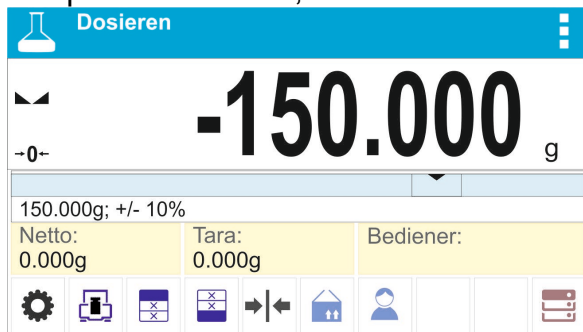 Dosieren
-150.000 g
→0←
150.000g; +/- 10%
Netto: Tara: Bediener:
0.000g 0.000g